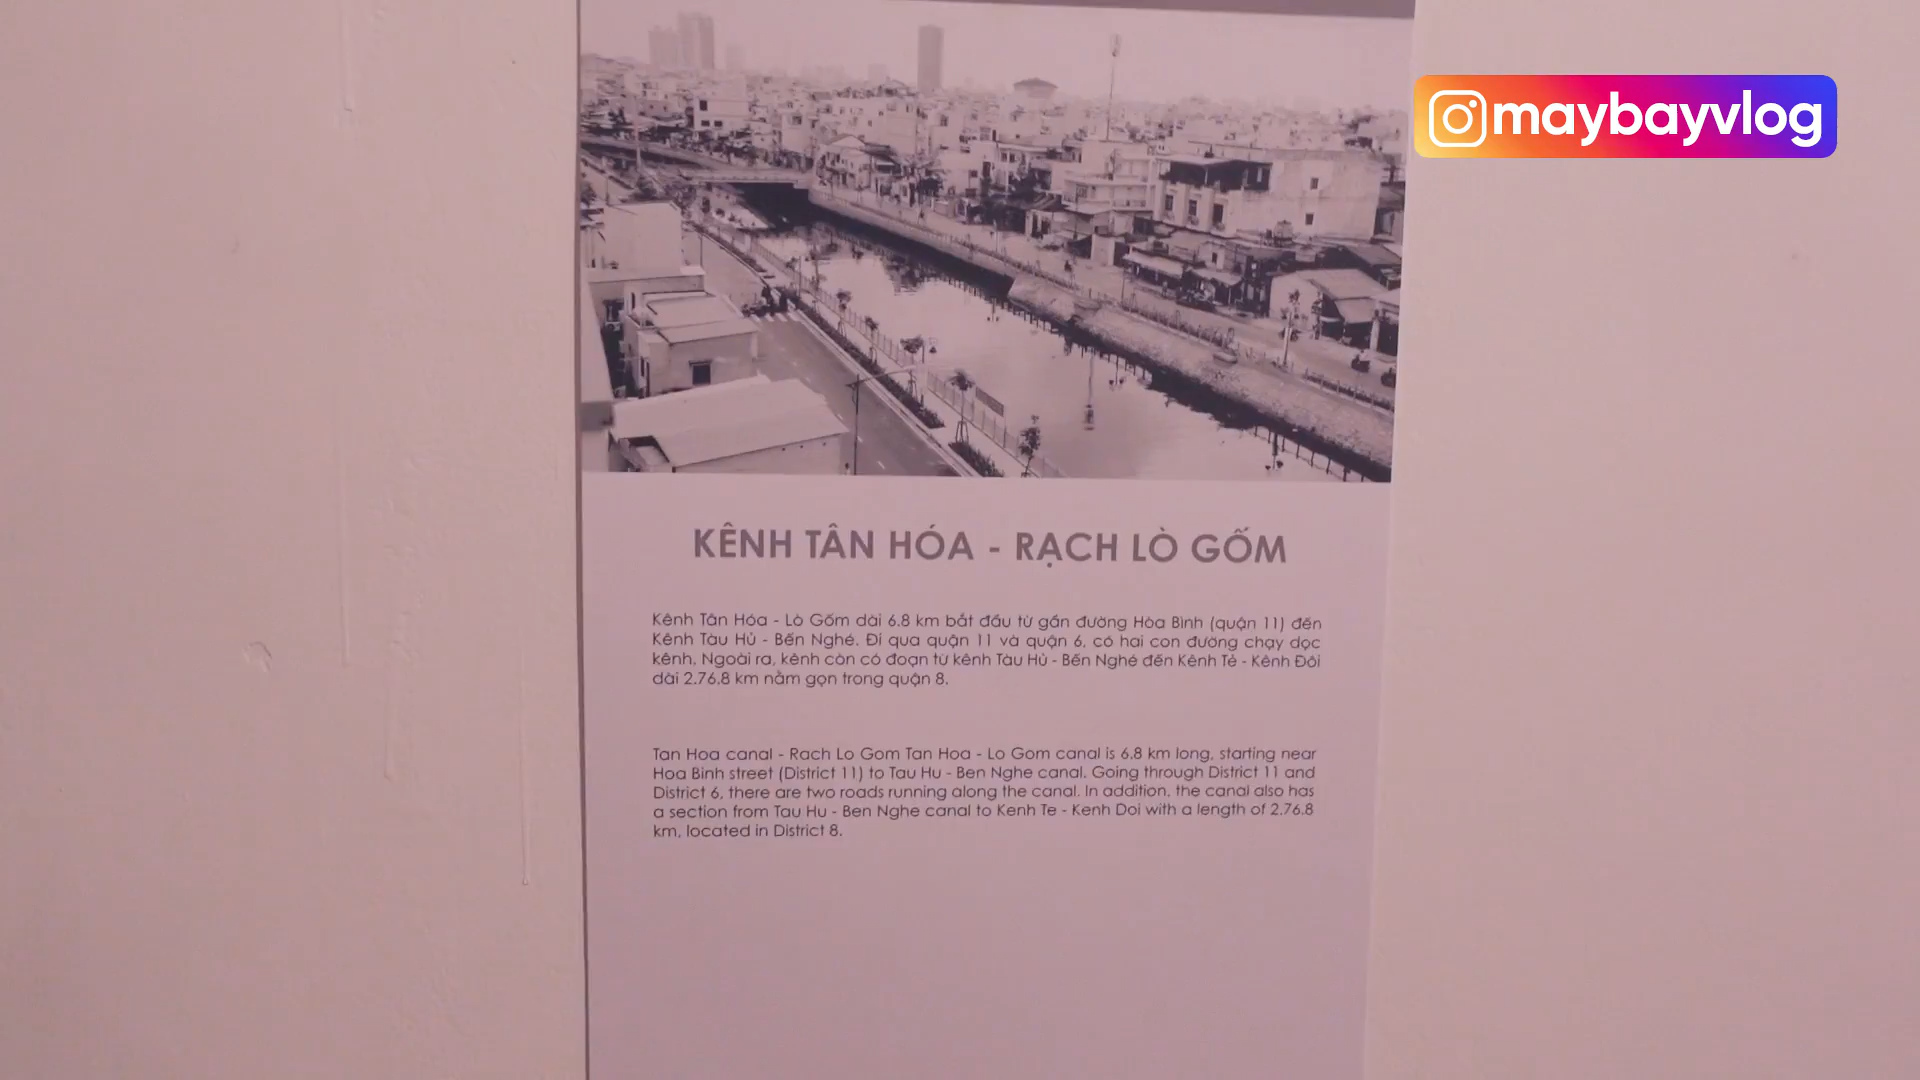 maybayvlog
KÊNH TÂN HÓA - RẠCH LÒ GỐM
Kênh Tân Hóa - Lò Gốm dài 6.8 km bắt đầu từ gần đường Hòa Bình (quận 11) đến
Kênh Tàu Hủ - Bến Nghé. Đi qua quận 11 và quận 6, có hai con đường chạy dọc
kênh. Ngoài ra, kênh còn có đoạn từ kênh Tàu Hủ - Bến Nghé đến Kênh Tẻ - Kênh Đôi
dài 2.76.8 km nằm gọn trong quận 8.
Tan Hoa canal - Rach Lo Gom Tan Hoa - Lo Gom canal is 6.8 km long, starting near
Hoa Binh street (District 11) to Tau Hu - Ben Nghe canal. Going through District 11 and
District 6, there are two roads running along the canal. In addition, the canal also has
a section from Tau Hu - Ben Nghe canal to Kenh Te - Kenh Doi with a length of 2.76.8
km, located in District 8.